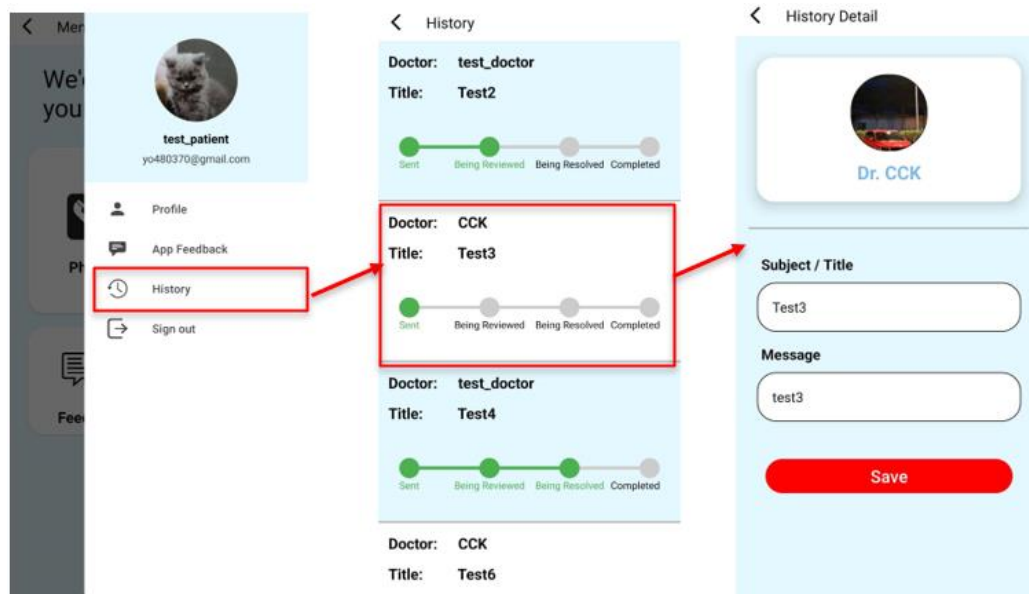 Men
We'
you
Ph
Feed
test_patient
yo480370@gmail.com
Profile
App Feedback
History
Sign out
History
Doctor: test_doctor
Title: Test2
Sent Being Reviewed Being Resolved Completed
Doctor: CCK
Title: Test3
Sent Being Reviewed Being Resolved Completed
Doctor: test_doctor
Title: Test4
Sent Being Reviewed Being Resolved Completed
Doctor: CCK
Title: Test6
History Detail
Dr. CCK
Subject / Title
Test3
Message
test3
Save